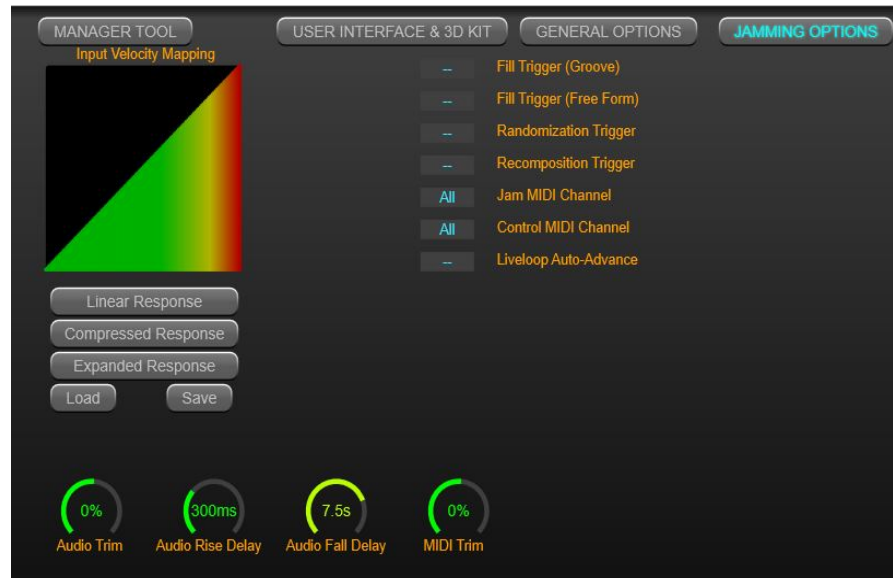 MANAGER TOOL
USER INTERFACE & 3D KIT
GENERAL OPTIONS
JAMMING OPTIONS
Input Velocity Mapping
-- Fill Trigger (Groove)
-- Fill Trigger (Free Form)
-- Randomization Trigger
-- Recomposition Trigger
All Jam MIDI Channel
All Control MIDI Channel
-- Liveloop Auto-Advance
Linear Response
Compressed Response
Expanded Response
Load
Save
0%
300ms
7.5s
0%
Audio Trim
Audio Rise Delay
Audio Fall Delay
MIDI Trim